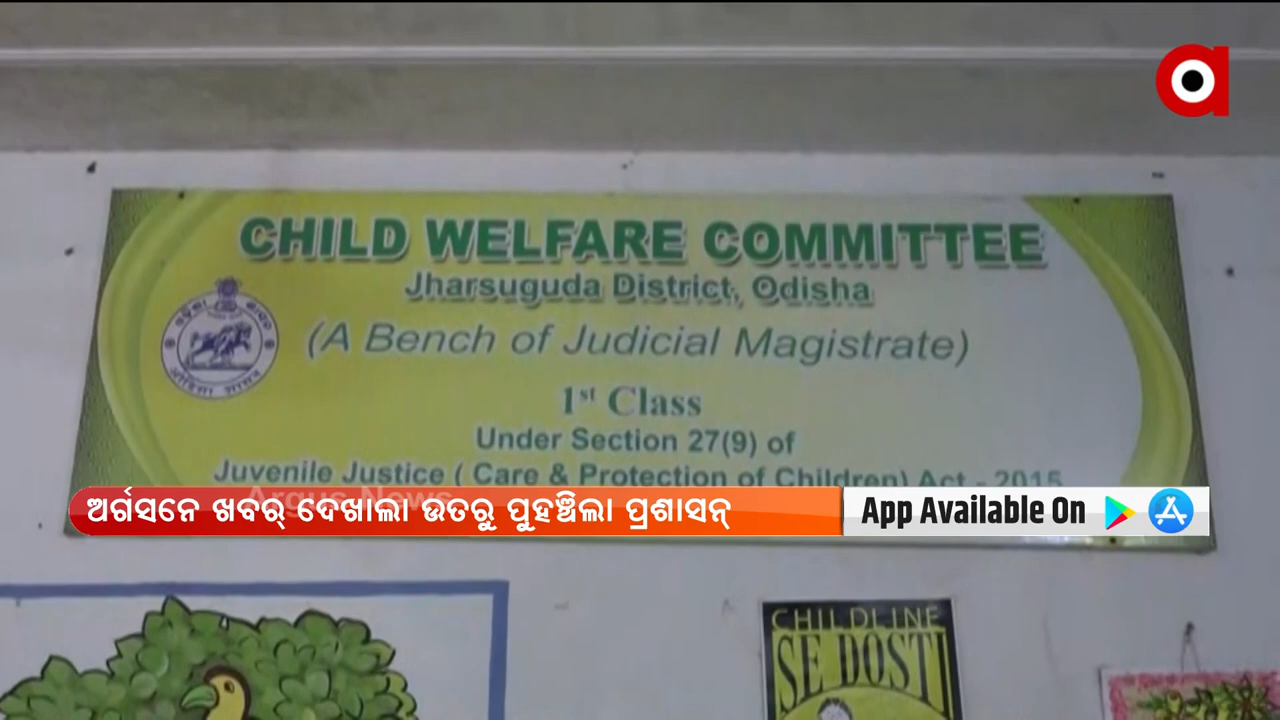 CHILD WELFARE COMMITTEE
Jharsuguda District, Odisha
(A Bench of Judicial Magistrate)
1st Class
Under Section 27(9) of
Juvenile Justice ( Care & Protection of Children) Act - 2015
Argus News
ଅର୍ଗସନେ ଖବର୍ ଦେଖାଲା ଉତରୁ ପୁହଞ୍ଚିଲା ପ୍ରଶାସନ୍
App Available On
CHILDLINE
SE DOSTI